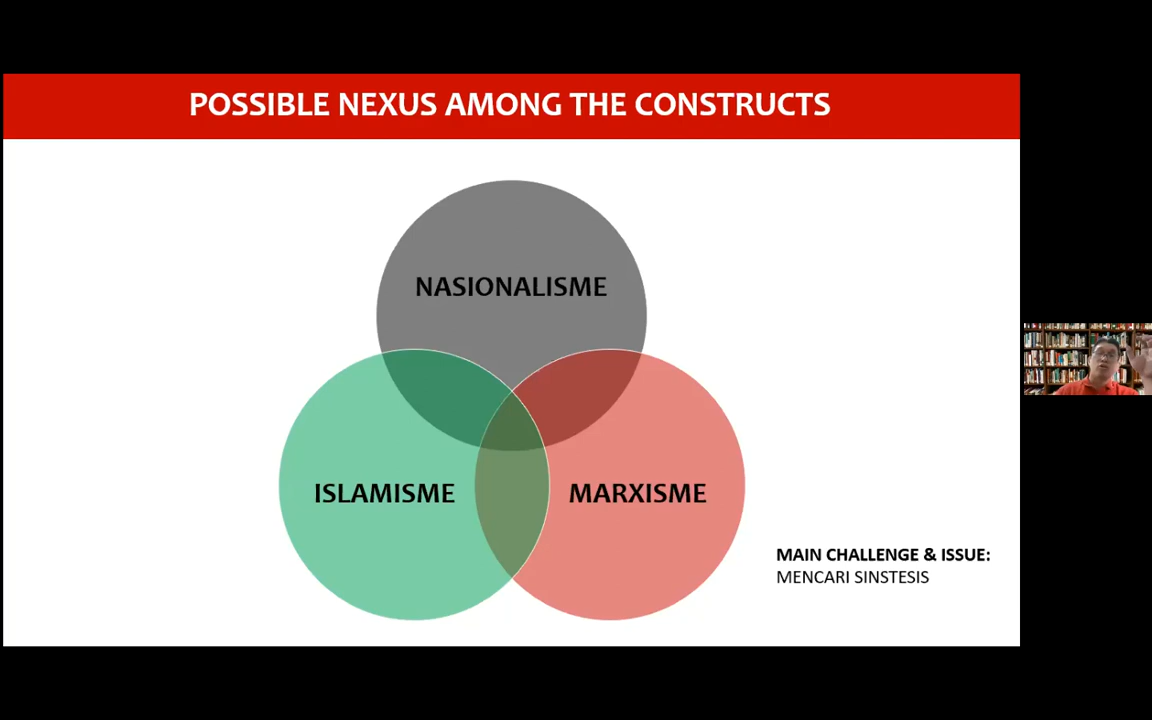 POSSIBLE NEXUS AMONG THE CONSTRUCTS
NASIONALISME
ISLAMISME
MARXISME
MAIN CHALLENGE & ISSUE:
MENCARI SINSTESIS